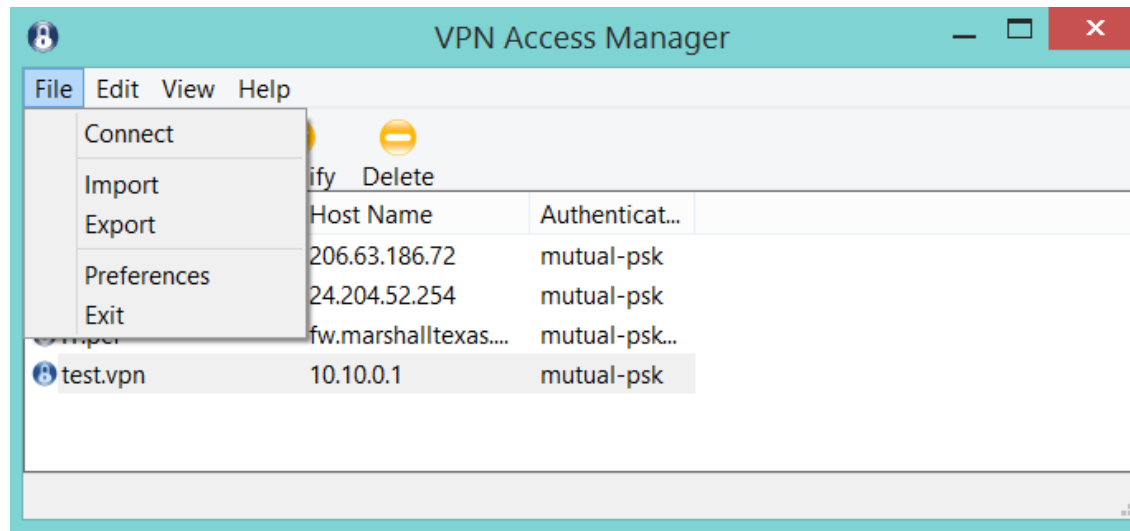 VPN Access Manager
File Edit View Help
Connect
Import
Export
Preferences
Exit
ify Delete
Host Name Authenticat...
206.63.186.72 mutual-psk
24.204.52.254 mutual-psk
fw.marshalltexas.... mutual-psk...
test.vpn 10.10.0.1 mutual-psk